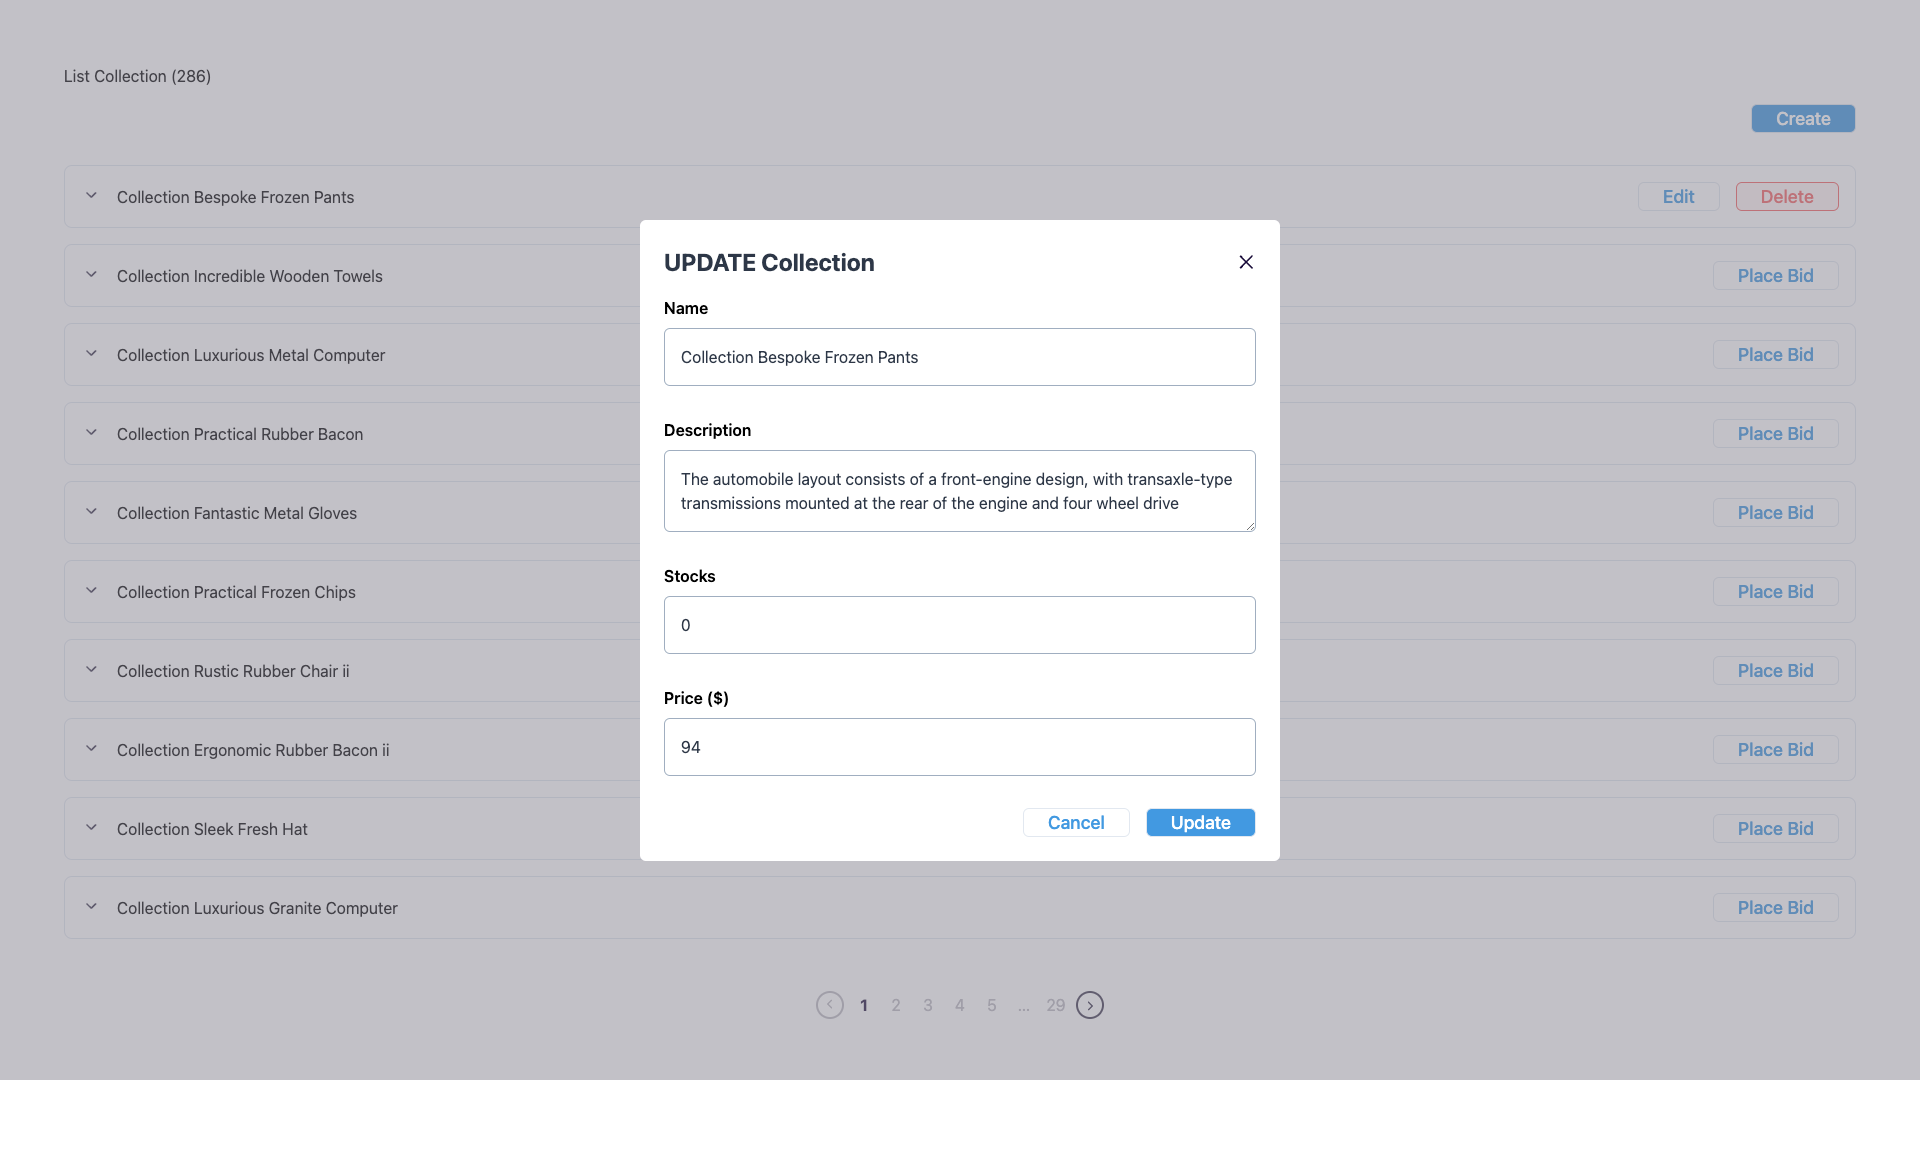 List Collection (286)
Create
Collection Bespoke Frozen Pants
Edit
Delete
Collection Incredible Wooden Towels
Place Bid
Collection Luxurious Metal Computer
Place Bid
Collection Practical Rubber Bacon
Place Bid
Collection Fantastic Metal Gloves
Place Bid
Collection Practical Frozen Chips
Place Bid
Collection Rustic Rubber Chair ii
Place Bid
Collection Ergonomic Rubber Bacon ii
Place Bid
Collection Sleek Fresh Hat
Place Bid
Collection Luxurious Granite Computer
Place Bid
1 2 3 4 5 ... 29
UPDATE Collection
Name
Collection Bespoke Frozen Pants
Description
The automobile layout consists of a front-engine design, with transaxle-type
transmissions mounted at the rear of the engine and four wheel drive
Stocks
0
Price ($)
94
Cancel
Update